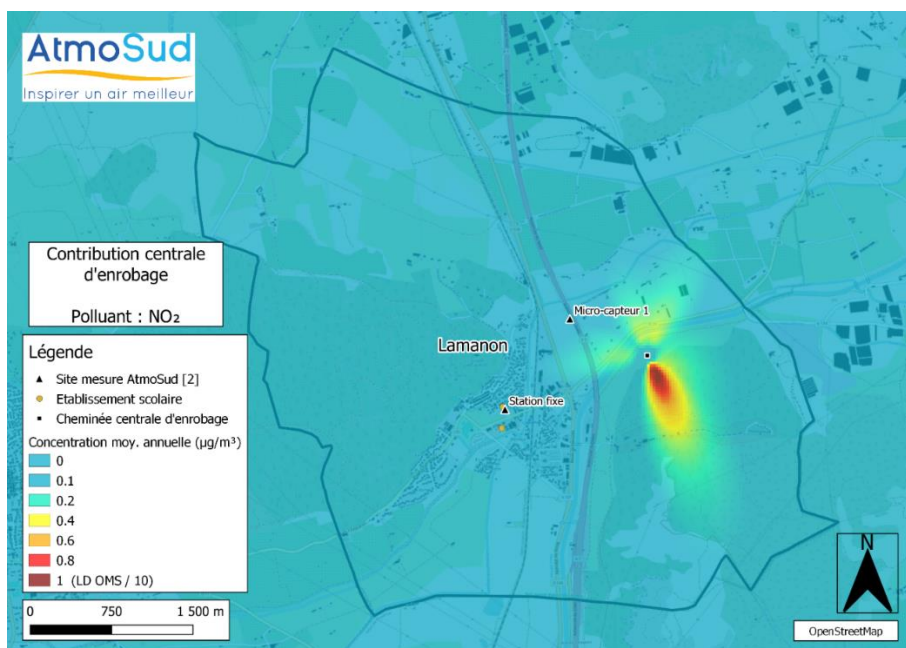 AtmoSud
Inspirer un air meilleur
Contribution centrale
d'enrobage
Polluant : NO₂
Micro-capteur 1
Lamanon
Station fixe
Légende
Site mesure AtmoSud [2]
Etablissement scolaire
Cheminée centrale d'enrobage
Concentration moy. annuelle (µg/m³)
0
0.1
0.2
0.4
0.6
0.8
1 (LD OMS / 10)
0 750 1 500 m
N
OpenStreetMap